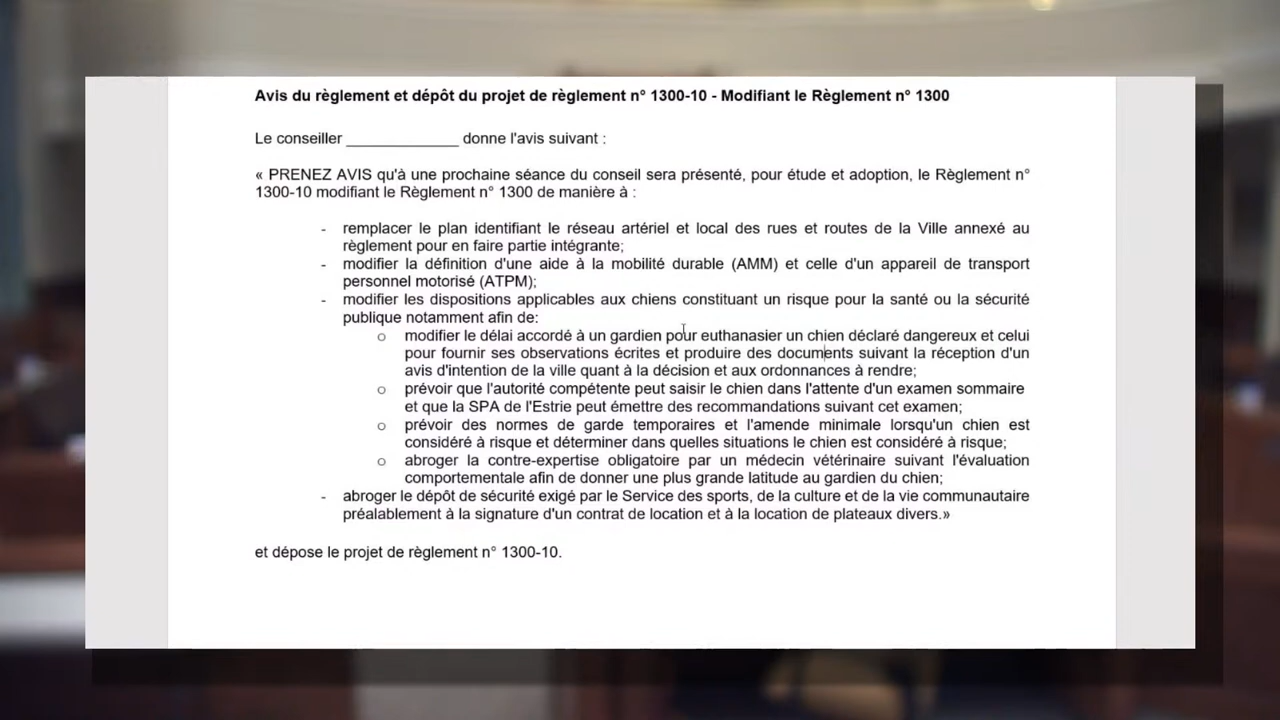 Avis du règlement et dépôt du projet de règlement n° 1300-10 - Modifiant le Règlement n° 1300
Le conseiller _____________ donne l'avis suivant :
« PRENEZ AVIS qu'à une prochaine séance du conseil sera présenté, pour étude et adoption, le Règlement n°
1300-10 modifiant le Règlement n° 1300 de manière à :
- remplacer le plan identifiant le réseau artériel et local des rues et routes de la Ville annexé au
règlement pour en faire partie intégrante;
- modifier la définition d'une aide à la mobilité durable (AMM) et celle d'un appareil de transport
personnel motorisé (ATPM);
- modifier les dispositions applicables aux chiens constituant un risque pour la santé ou la sécurité
publique notamment afin de:
o modifier le délai accordé à un gardien pour euthanasier un chien déclaré dangereux et celui
pour fournir ses observations écrites et produire des documents suivant la réception d'un
avis d'intention de la ville quant à la décision et aux ordonnances à rendre;
o prévoir que l'autorité compétente peut saisir le chien dans l'attente d'un examen sommaire
et que la SPA de l'Estrie peut émettre des recommandations suivant cet examen;
o prévoir des normes de garde temporaires et l'amende minimale lorsqu'un chien est
considéré à risque et déterminer dans quelles situations le chien est considéré à risque;
o abroger la contre-expertise obligatoire par un médecin vétérinaire suivant l'évaluation
comportementale afin de donner une plus grande latitude au gardien du chien;
- abroger le dépôt de sécurité exigé par le Service des sports, de la culture et de la vie communautaire
préalablement à la signature d'un contrat de location et à la location de plateaux divers.»
et dépose le projet de règlement n° 1300-10.